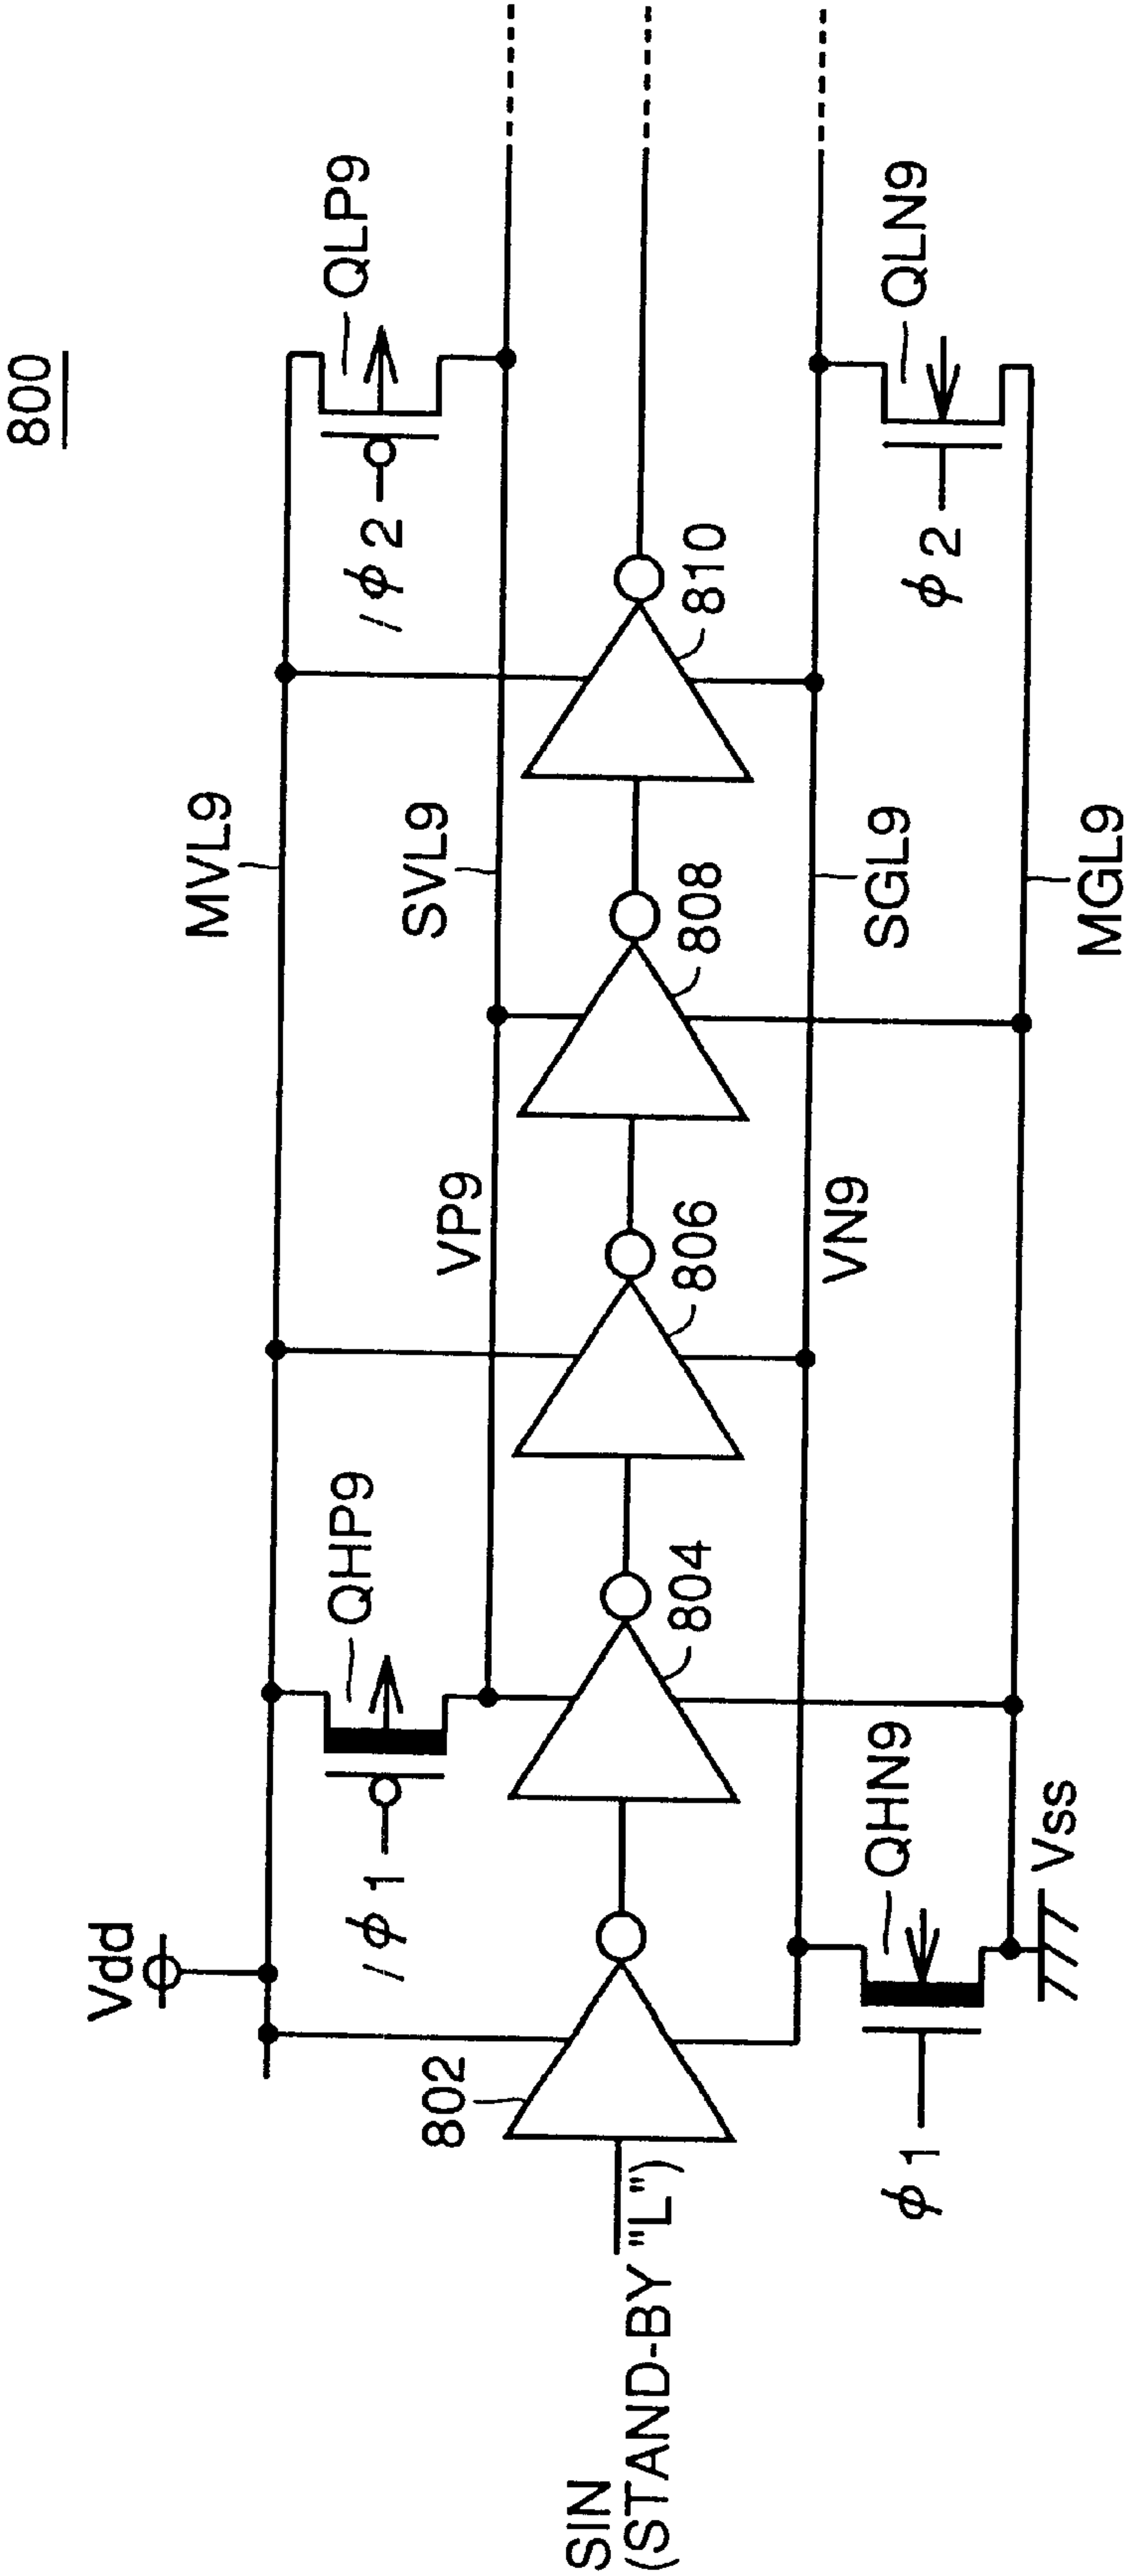 800
Vdd
MVL9
/φ1
QHP9
/φ2
QLP9
SVL9
VP9
802
804
806
808
810
SIN
(STAND-BY "L")
VN9
SGL9
φ1
QHN9
φ2
QLN9
Vss
MGL9